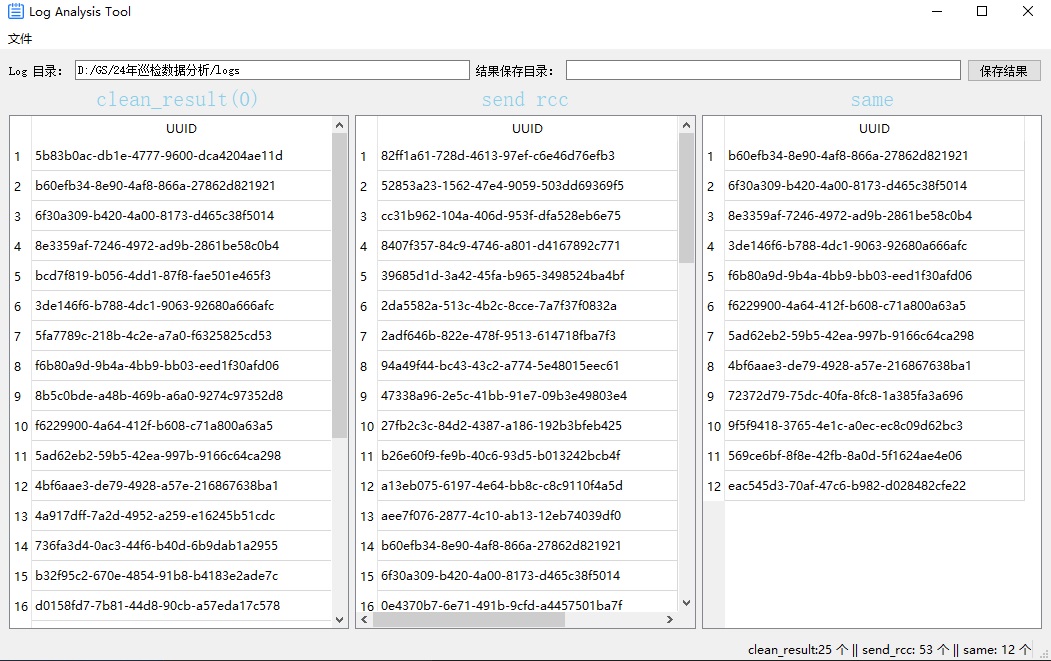 Log Analysis Tool
文件
Log 目录： D:/GS/24年巡检数据分析/logs 结果保存目录： 保存结果
clean_result(0) send rcc same
UUID UUID UUID
1 5b83b0ac-db1e-4777-9600-dca4204ae11d 1 82ff1a61-728d-4613-97ef-c6e46d76efb3 1 b60efb34-8e90-4af8-866a-27862d821921
2 b60efb34-8e90-4af8-866a-27862d821921 2 52853a23-1562-47e4-9059-503dd69369f5 2 6f30a309-b420-4a00-8173-d465c38f5014
3 6f30a309-b420-4a00-8173-d465c38f5014 3 cc31b962-104a-406d-953f-dfa528eb6e75 3 8e3359af-7246-4972-ad9b-2861be58c0b4
4 8e3359af-7246-4972-ad9b-2861be58c0b4 4 8407f357-84c9-4746-a801-d4167892c771 4 3de146f6-b788-4dc1-9063-92680a666afc
5 bcd7f819-b056-4dd1-87f8-fae501e465f3 5 39685d1d-3a42-45fa-b965-3498524ba4bf 5 f6b80a9d-9b4a-4bb9-bb03-eed1f30afd06
6 3de146f6-b788-4dc1-9063-92680a666afc 6 2da5582a-513c-4b2c-8cce-7a7f37f0832a 6 f6229900-4a64-412f-b608-c71a800a63a5
7 5fa7789c-218b-4c2e-a7a0-f6325825cd53 7 2adf646b-822e-478f-9513-614718fba7f3 7 5ad62eb2-59b5-42ea-997b-9166c64ca298
8 f6b80a9d-9b4a-4bb9-bb03-eed1f30afd06 8 94a49f44-bc43-43c2-a774-5e48015eec61 8 4bf6aae3-de79-4928-a57e-216867638ba1
9 8b5c0bde-a48b-469b-a6a0-9274c97352d8 9 47338a96-2e5c-41bb-91e7-09b3e49803e4 9 72372d79-75dc-40fa-8fc8-1a385fa3a696
10 f6229900-4a64-412f-b608-c71a800a63a5 10 27fb2c3c-84d2-4387-a186-192b3bfeb425 10 9f5f9418-3765-4e1c-a0ec-ec8c09d62bc3
11 5ad62eb2-59b5-42ea-997b-9166c64ca298 11 b26e60f9-fe9b-40c6-93d5-b013242bcb4f 11 569ce6bf-8f8e-42fb-8a0d-5f1624ae4e06
12 4bf6aae3-de79-4928-a57e-216867638ba1 12 a13eb075-6197-4e64-bb8c-c8c9110f4a5d 12 eac545d3-70af-47c6-b982-d028482cfe22
13 4a917dff-7a2d-4952-a259-e16245b51cdc 13 aee7f076-2877-4c10-ab13-12eb74039df0
14 736fa3d4-0ac3-44f6-b40d-6b9dab1a2955 14 b60efb34-8e90-4af8-866a-27862d821921
15 b32f95c2-670e-4854-91b8-b4183e2ade7c 15 6f30a309-b420-4a00-8173-d465c38f5014
16 d0158fd7-7b81-44d8-90cb-a57eda17c578 16 0e4370b7-6e71-491b-9cfd-a4457501ba7f
clean_result:25 个 || send_rcc: 53 个 || same: 12 个